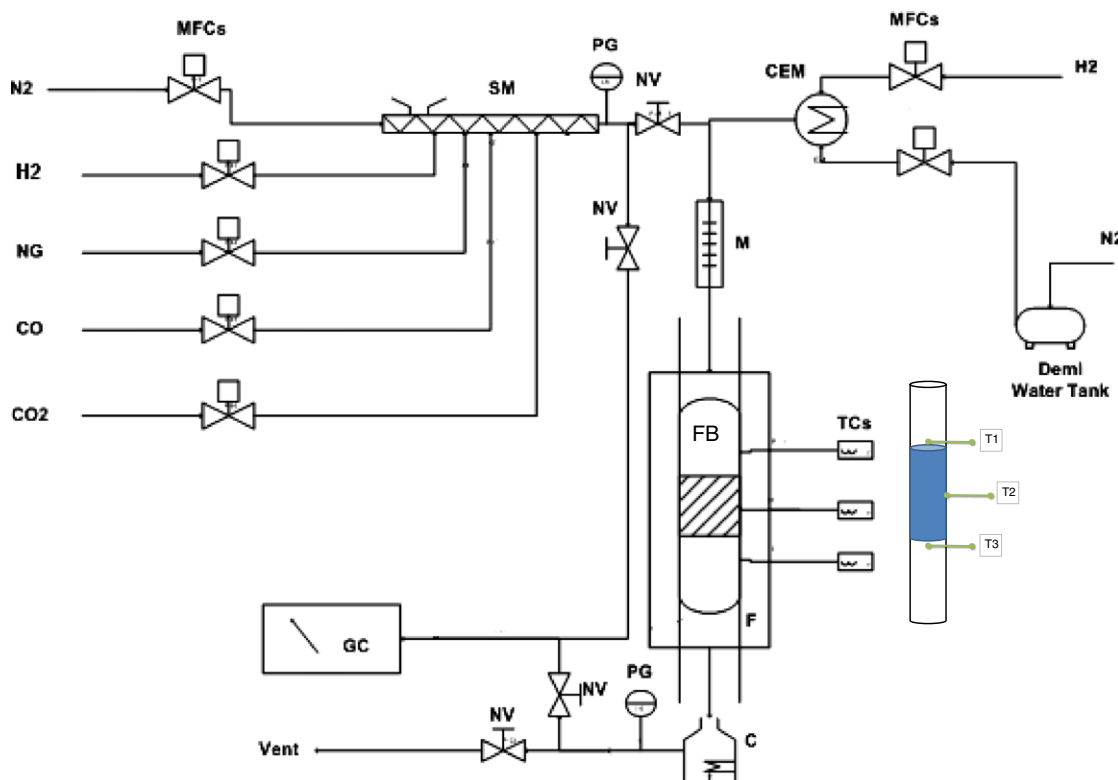 MFCs
PG
MFCs
N2
SM
NV
CEM
H2
H2
NV
NG
M
N2
CO
Demi
Water Tank
CO2
FB
TCs
T1
T2
T3
GC
F
NV
PG
NV
C
Vent